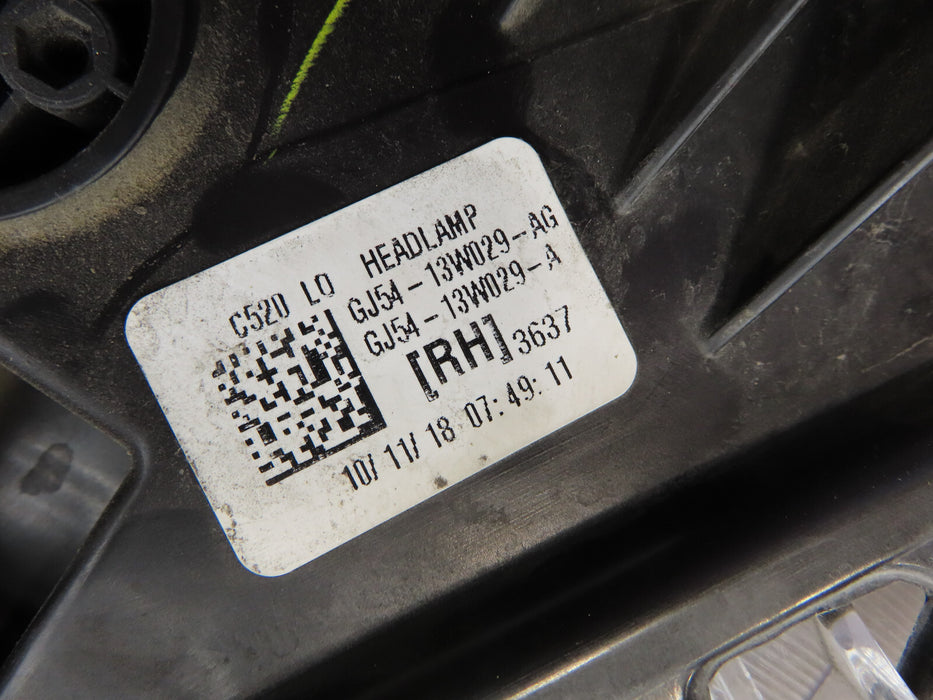 C520 LO HEADLAMP
GJ54-13W029-AG
GJ54-13W029-A
[RH] 3637
10/11/18 07:49:11